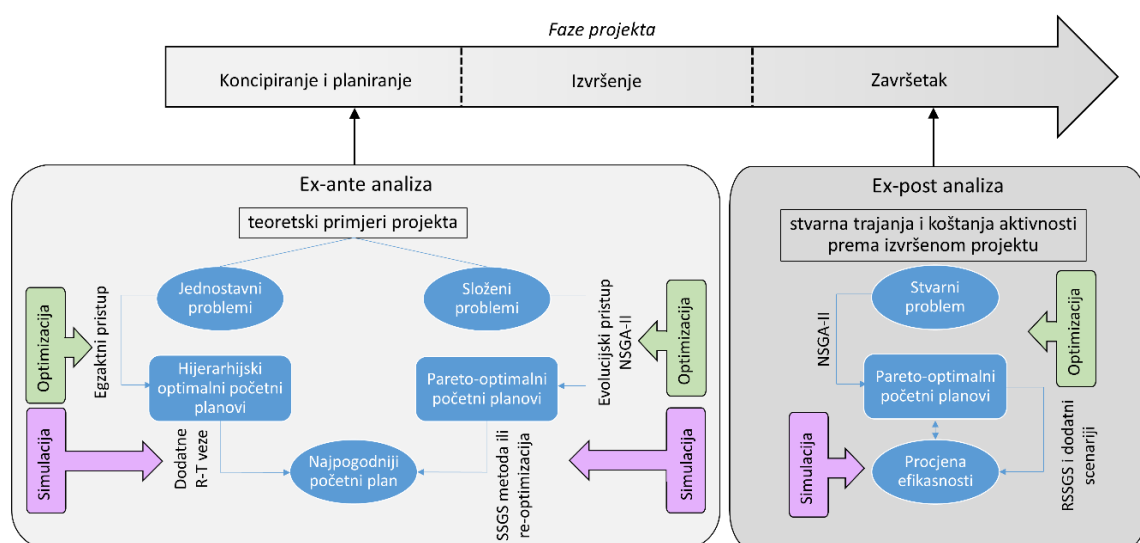 Faze projekta
Koncipiranje i planiranje
Izvršenje
Završetak
Ex-ante analiza
teoretski primjeri projekta
Jednostavni
problemi
Složeni
problemi
Optimizacija
Egzaktni pristup
Evolucijski pristup
NSGA-II
Optimizacija
Hijerarhijski
optimalni početni
planovi
Pareto-optimalni
početni planovi
Simulacija
Dodatne
R-T veze
Najpogodniji
početni plan
SSGS metoda ili
re-optimizacija
Simulacija
Ex-post analiza
stvarna trajanja i koštanja aktivnosti
prema izvršenom projektu
Stvarni
problem
NSGA-II
Optimizacija
Pareto-optimalni
početni planovi
Simulacija
Procjena
efikasnosti
RSSGS i dodatni
scenariji